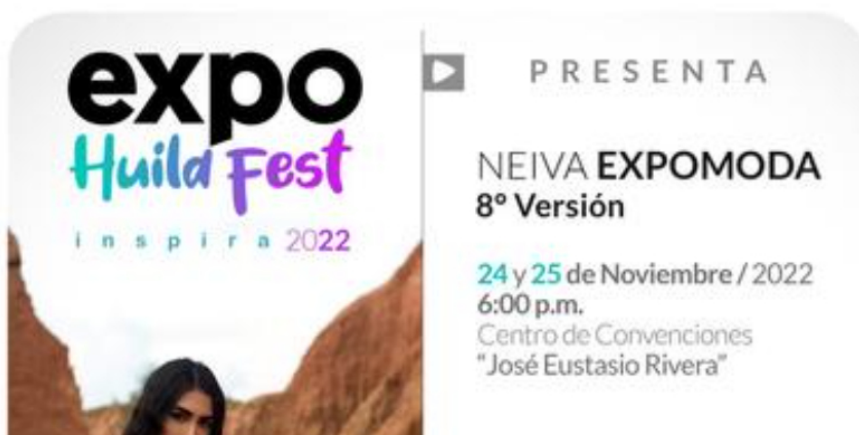 expo
Huila Fest
inspira 2022
PRESENTA
NEIVA EXPOMODA
8° Versión
24 y 25 de Noviembre / 2022
6:00 p.m.
Centro de Convenciones
"José Eustasio Rivera"